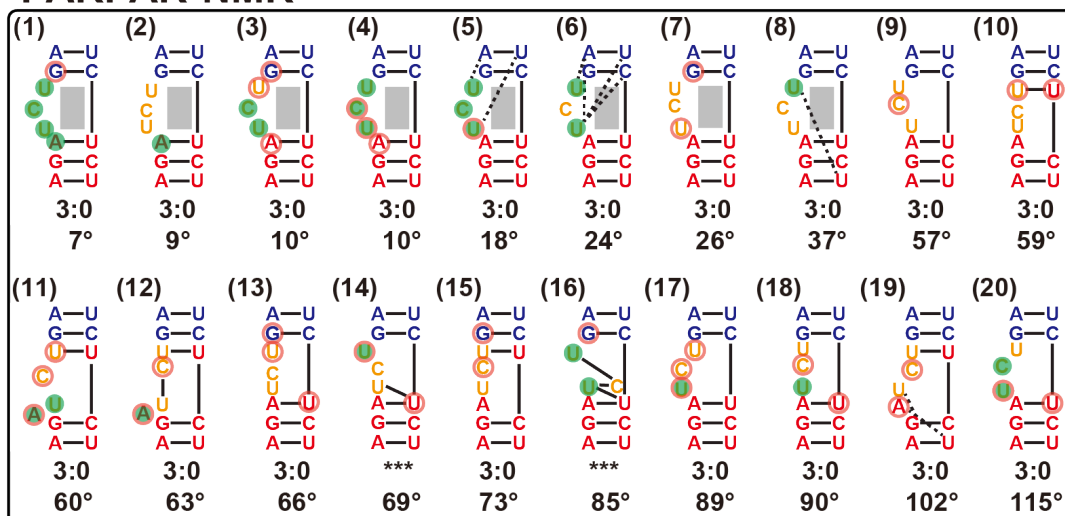 (1)
A U
G C
U
C
U
A U
G C
A U
3:0
7°
(2)
A U
G C
U
C
U
A U
G C
A U
3:0
9°
(3)
A U
G C
U
C
U
A U
G C
A U
3:0
10°
(4)
A U
G C
U
C
U
A U
G C
A U
3:0
10°
(5)
A U
G C
U
C
U
A U
G C
A U
3:0
18°
(6)
A U
G C
U
C
U
A U
G C
A U
3:0
24°
(7)
A U
G C
U
C
U
A U
G C
A U
3:0
26°
(8)
A U
G C
U
C
U
A U
G C
A U
3:0
37°
(9)
A U
G C
U
C
U
A U
G C
A U
3:0
57°
(10)
A U
G C
U U
C
U
A
G C
A U
3:0
59°
(11)
A U
G C
U U
C
U
A
G C
A U
3:0
60°
(12)
A U
G C
U U
C
U
A
G C
A U
3:0
63°
(13)
A U
G C
U
C
U
A U
G C
A U
3:0
66°
(14)
A U
G C
U
C
U
A U
G C
A U
***
69°
(15)
A U
G C
U U
C
U
A
G C
A U
3:0
73°
(16)
A U
G C
U
U C
A U
G C
A U
***
85°
(17)
A U
G C
U
C
U
A U
G C
A U
3:0
89°
(18)
A U
G C
U
C
U
A U
G C
A U
3:0
90°
(19)
A U
G C
U U
C
U
A
G C
A U
3:0
102°
(20)
A U
G C
U
C
U
A U
G C
A U
3:0
115°